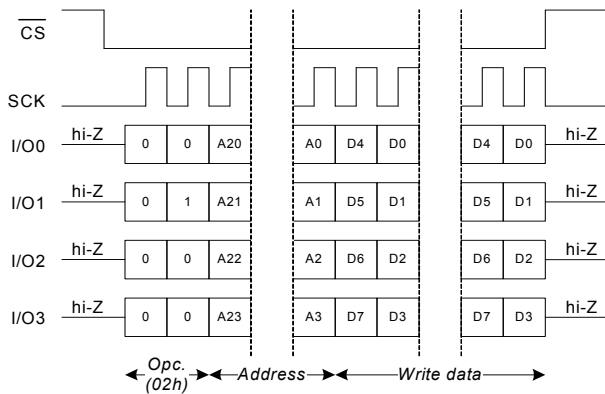 CS
SCK
I/O0 hi-Z 0 0 A20 A0 D4 D0 D4 D0 hi-Z
I/O1 hi-Z 0 1 A21 A1 D5 D1 D5 D1 hi-Z
I/O2 hi-Z 0 0 A22 A2 D6 D2 D6 D2 hi-Z
I/O3 hi-Z 0 0 A23 A3 D7 D3 D7 D3 hi-Z
Opc. Address Write data
(02h)